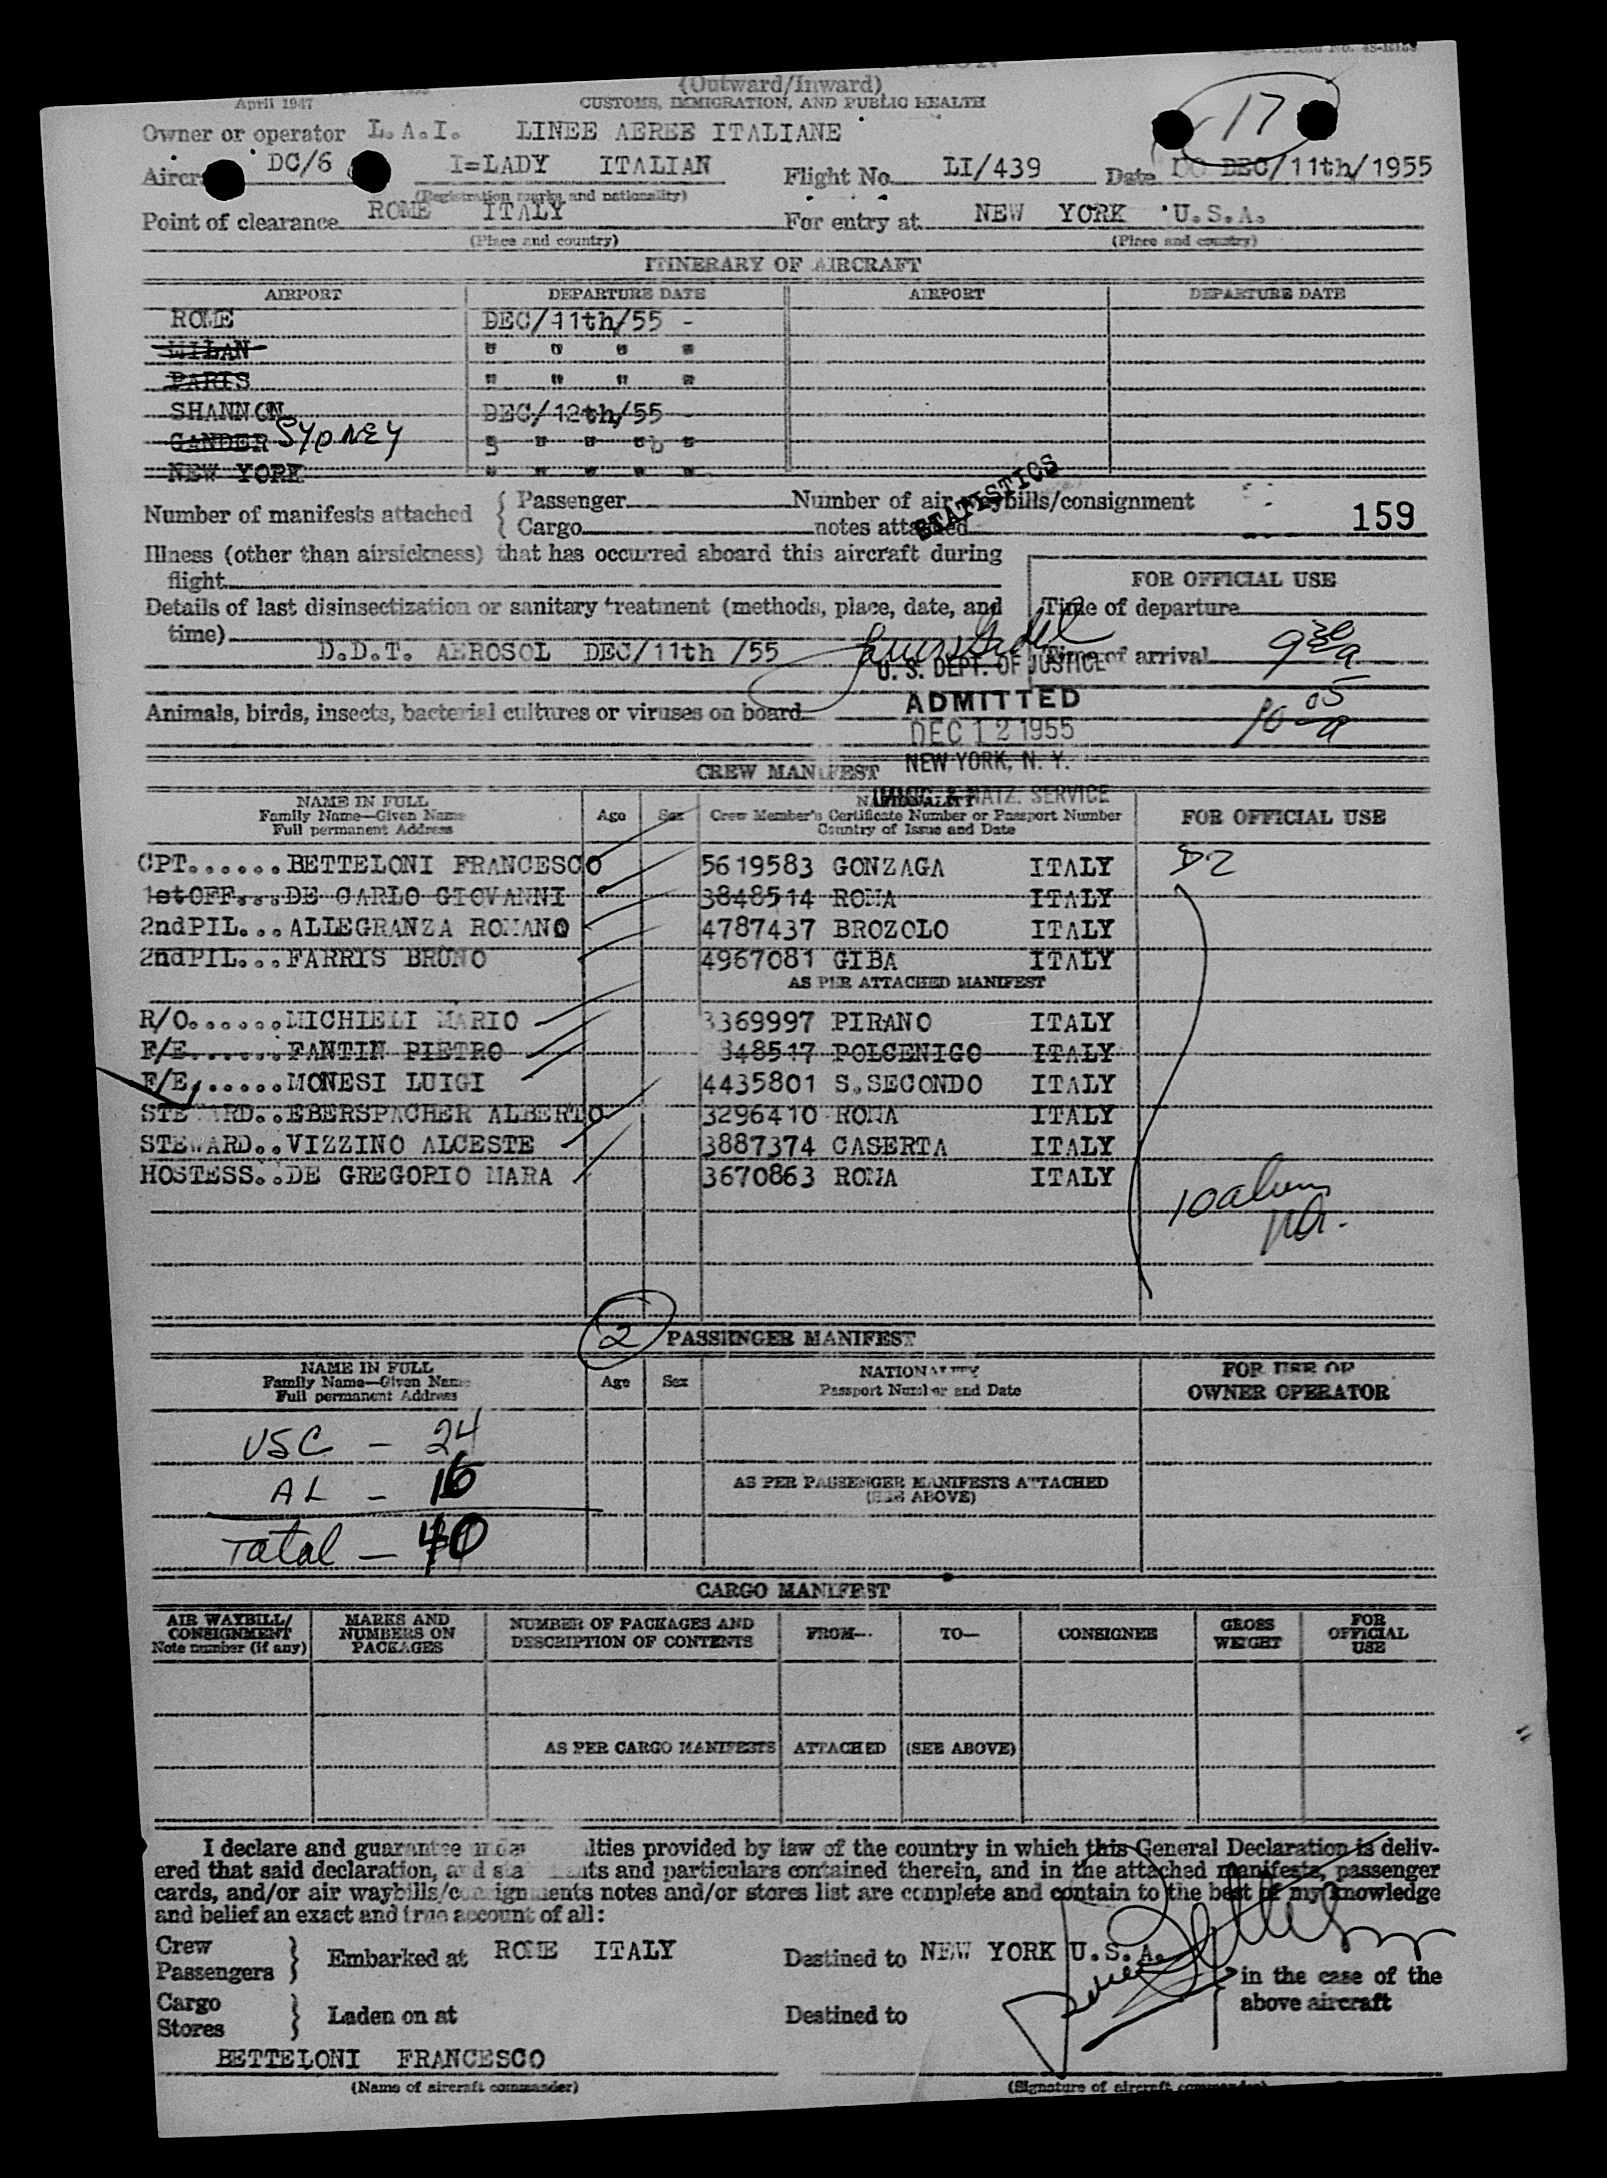 (Outward/Inward)
April 1947
CUSTOMS, IMMIGRATION, AND PUBLIC HEALTH
17
Owner or operator L.A.I. LINEE AEREE ITALIANE
DC/6 I=LADY ITALIAN Flight No. LI/439 Date DEC/11th/1955
(Registration marks and nationality)
Point of clearance ROME ITALY For entry at NEW YORK U.S.A.
(Place and country) (Place and country)
ITINERARY OF AIRCRAFT
AIRPORT DEPARTURE DATE AIRPORT DEPARTURE DATE
ROME DEC/11th/55 -
MILAN " " " "
PARIS " " " "
SHANNON DEC/12th/55 -
GANDER SYDNEY " " "
NEW YORK " " " " "
Number of manifests attached { Passenger Number of air waybills/consignment
Cargo notes attached
STATISTICS
159
Illness (other than airsickness) that has occurred aboard this aircraft during
flight
FOR OFFICIAL USE
Details of last disinsectization or sanitary treatment (methods, place, date, and
time)
Time of departure
D.D.T. AEROSOL DEC/11th /55
Time of arrival
U. S. DEPT. OF JUSTICE
ADMITTED
DEC 12 1955
NEW YORK, N. Y.
IMMIG. & NATZ. SERVICE
10 05 a
Animals, birds, insects, bacterial cultures or viruses on board
CREW MANIFEST
NAME IN FULL
Family Name—Given Name
Full permanent Address
Age Sex
NATIONALITY
Crew Member's Certificate Number or Passport Number
Country of Issue and Date
FOR OFFICIAL USE
CPT......BETTELONI FRANCESCO 5619583 GONZAGA ITALY D2
1stOFF...DE CARLO GIOVANNI 3848514 ROMA ITALY
2ndPIL...ALLEGRANZA ROMANO 4787437 BROZOLO ITALY
2ndPIL...FARRIS BRUNO 4967081 GIBA ITALY
AS PER ATTACHED MANIFEST
R/O......MICHIELI MARIO 3369997 PIRANO ITALY
F/E......FANTIN PIETRO 848517 POLCENIGO ITALY
F/E......MONESI LUIGI 4435801 S.SECONDO ITALY
STEWARD..EBERSPACHER ALBERTO 3296410 ROMA ITALY
STEWARD..VIZZINO ALCESTE 3887374 CASERTA ITALY
HOSTESS..DE GREGORIO MARA 3670863 ROMA ITALY
2
PASSENGER MANIFEST
NAME IN FULL
Family Name—Given Name
Full permanent Address
Age Sex
NATIONALITY
Passport Number and Date
FOR USE OF
OWNER OPERATOR
USC - 24
AL - 16
Total - 40
AS PER PASSENGER MANIFESTS ATTACHED
(SEE ABOVE)
CARGO MANIFEST
AIR WAYBILL/
CONSIGNMENT
Note number (if any)
MARKS AND
NUMBERS ON
PACKAGES
NUMBER OF PACKAGES AND
DESCRIPTION OF CONTENTS
FROM— TO— CONSIGNEE
GROSS
WEIGHT
FOR
OFFICIAL
USE
AS PER CARGO MANIFESTS ATTACHED (SEE ABOVE)
I declare and guarantee under alties provided by law of the country in which this General Declaration is deliv-
ered that said declaration, and sta ents and particulars contained therein, and in the attached manifests, passenger
cards, and/or air waybills/consignments notes and/or stores list are complete and contain to the best of my knowledge
and belief an exact and true account of all:
Crew
Passengers } Embarked at ROME ITALY Destined to NEW YORK U.S.A.
in the case of the
above aircraft
Cargo
Stores } Laden on at Destined to
BETTELONI FRANCESCO
(Name of aircraft commander) (Signature of aircraft commander)